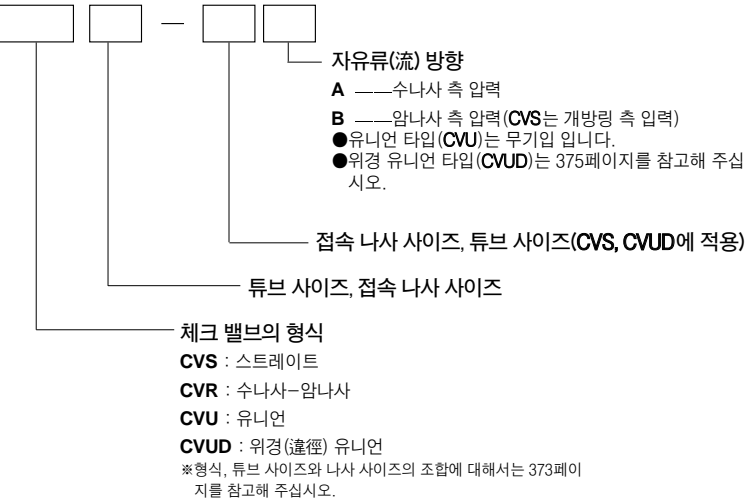 자유류(流) 방향
A ──수나사 측 압력
B ──암나사 측 압력(CVS는 개방링 측 입력)
●유니언 타입(CVU)는 무기입 입니다.
●위경 유니언 타입(CVUD)는 375페이지를 참고해 주십
시오.
접속 나사 사이즈, 튜브 사이즈(CVS, CVUD에 적용)
튜브 사이즈, 접속 나사 사이즈
체크 밸브의 형식
CVS : 스트레이트
CVR : 수나사-암나사
CVU : 유니언
CVUD : 위경(違徑) 유니언
※형식, 튜브 사이즈와 나사 사이즈의 조합에 대해서는 373페이
지를 참고해 주십시오.